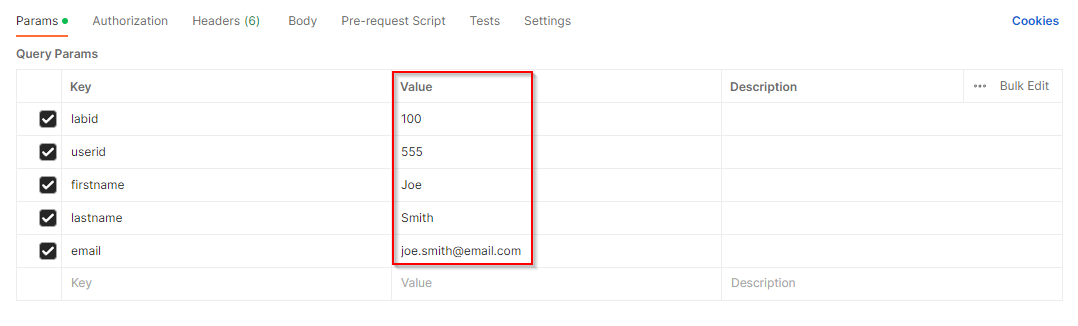 Params Authorization Headers (6) Body Pre-request Script Tests Settings Cookies
Query Params
Key Value Description ••• Bulk Edit
labid 100
userid 555
firstname Joe
lastname Smith
email joe.smith@email.com
Key Value Description